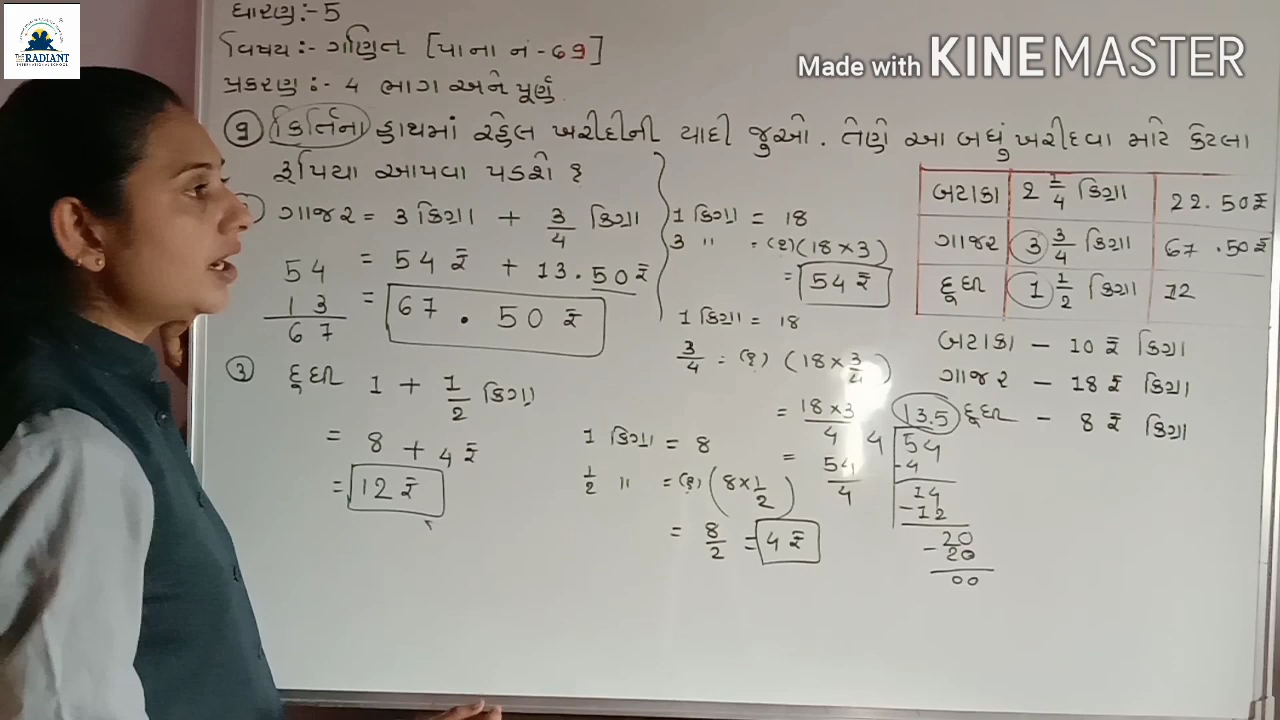 THE RADIANT
INTERNATIONAL SCHOOL
Made with KINEMASTER
ધોરણ:- 5
વિષય:- ગણિત [પાના નં - 69]
પ્રકરણ:- 4 ભાગ અને પૂર્ણ.
૧ કિર્તિના હાથમાં રહેલ ખરીદીની યાદી જુઓ. તેણે આ બધું ખરીદવા માટે કેટલા
રૂપિયા આપવા પડશે ?
ગાજર = 3 કિગ્રા + 3/4 કિગ્રા
= 54 ₹ + 13.50 ₹
= 67.50 ₹
54
13
67
૩ દૂધ 1 + 1/2 કિગ્રા
= 8 + 4 ₹
= 12 ₹
1 કિગ્રા = 18
3 " = (?) (18 × 3)
= 54 ₹
1 કિગ્રા = 18
3/4 = (?) (18 × 3/4)
= 18×3/4
= 54/4
13.5
4 54
-4
14
-12
20
-20
00
1 કિગ્રા = 8
1/2 " = (?) (8 × 1/2)
= 8/2 = 4 ₹
બટાકા 2 1/4 કિગ્રા 22.50 ₹
ગાજર 3 3/4 કિગ્રા 67.50 ₹
દૂધ 1 1/2 કિગ્રા 12
બટાકા - 10 ₹ કિગ્રા
ગાજર - 18 ₹ કિગ્રા
દૂધ - 8 ₹ કિગ્રા